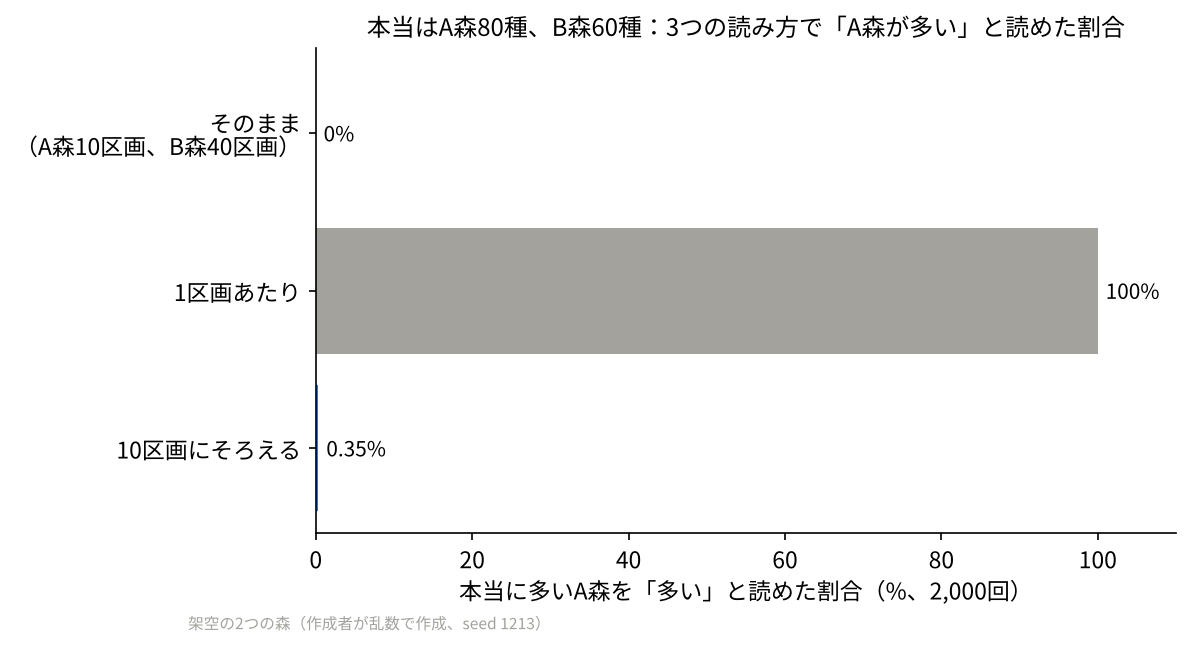 本当はA森80種、B森60種：3つの読み方で「A森が多い」と読めた割合
そのまま
（A森10区画、B森40区画）
0%
1区画あたり
100%
10区画にそろえる
0.35%
0 20 40 60 80 100
本当に多いA森を「多い」と読めた割合（%、2,000回）
架空の2つの森（作成者が乱数で作成、seed 1213）